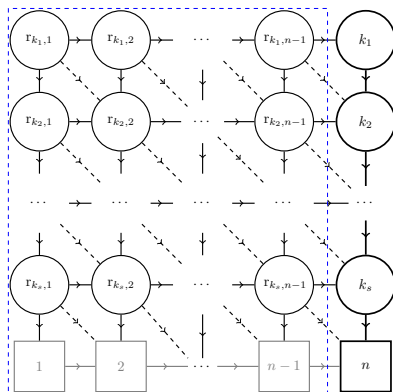 r_{k_1,1} r_{k_1,2} ... r_{k_1,n−1} k_1
r_{k_2,1} r_{k_2,2} ... r_{k_2,n−1} k_2
... ... ... ... ...
r_{k_s,1} r_{k_s,2} ... r_{k_s,n−1} k_s
1 2 ... n − 1 n